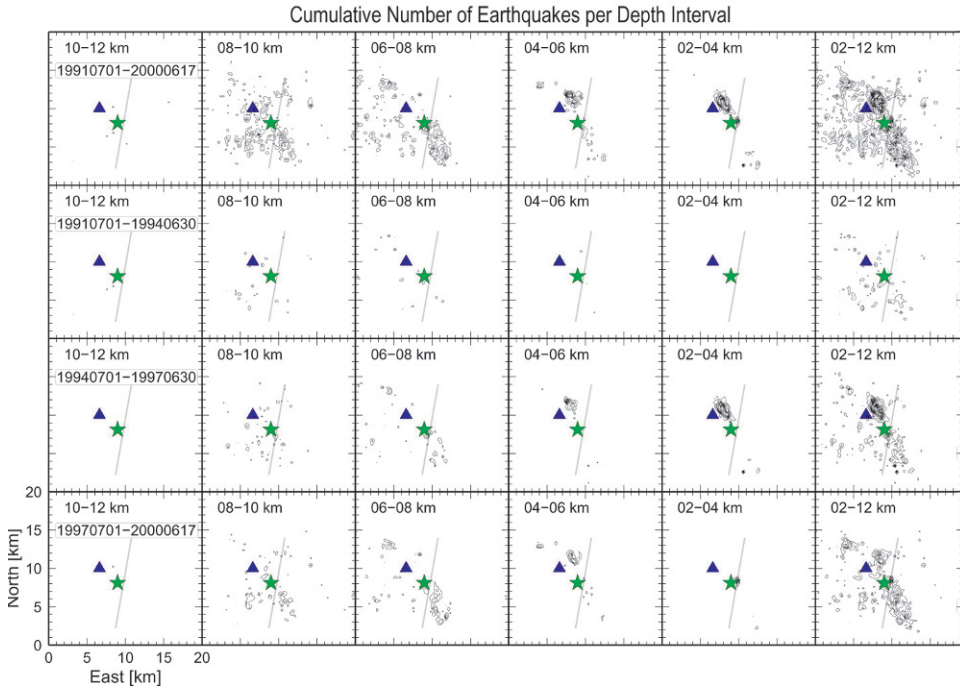 Cumulative Number of Earthquakes per Depth Interval
10−12 km 08−10 km 06−08 km 04−06 km 02−04 km 02−12 km
19910701−20000617
10−12 km 08−10 km 06−08 km 04−06 km 02−04 km 02−12 km
19910701−19940630
10−12 km 08−10 km 06−08 km 04−06 km 02−04 km 02−12 km
19940701−19970630
20
10−12 km 08−10 km 06−08 km 04−06 km 02−04 km 02−12 km
19970701−20000617
15
10
5
0
North [km]
0 5 10 15 20
East [km]